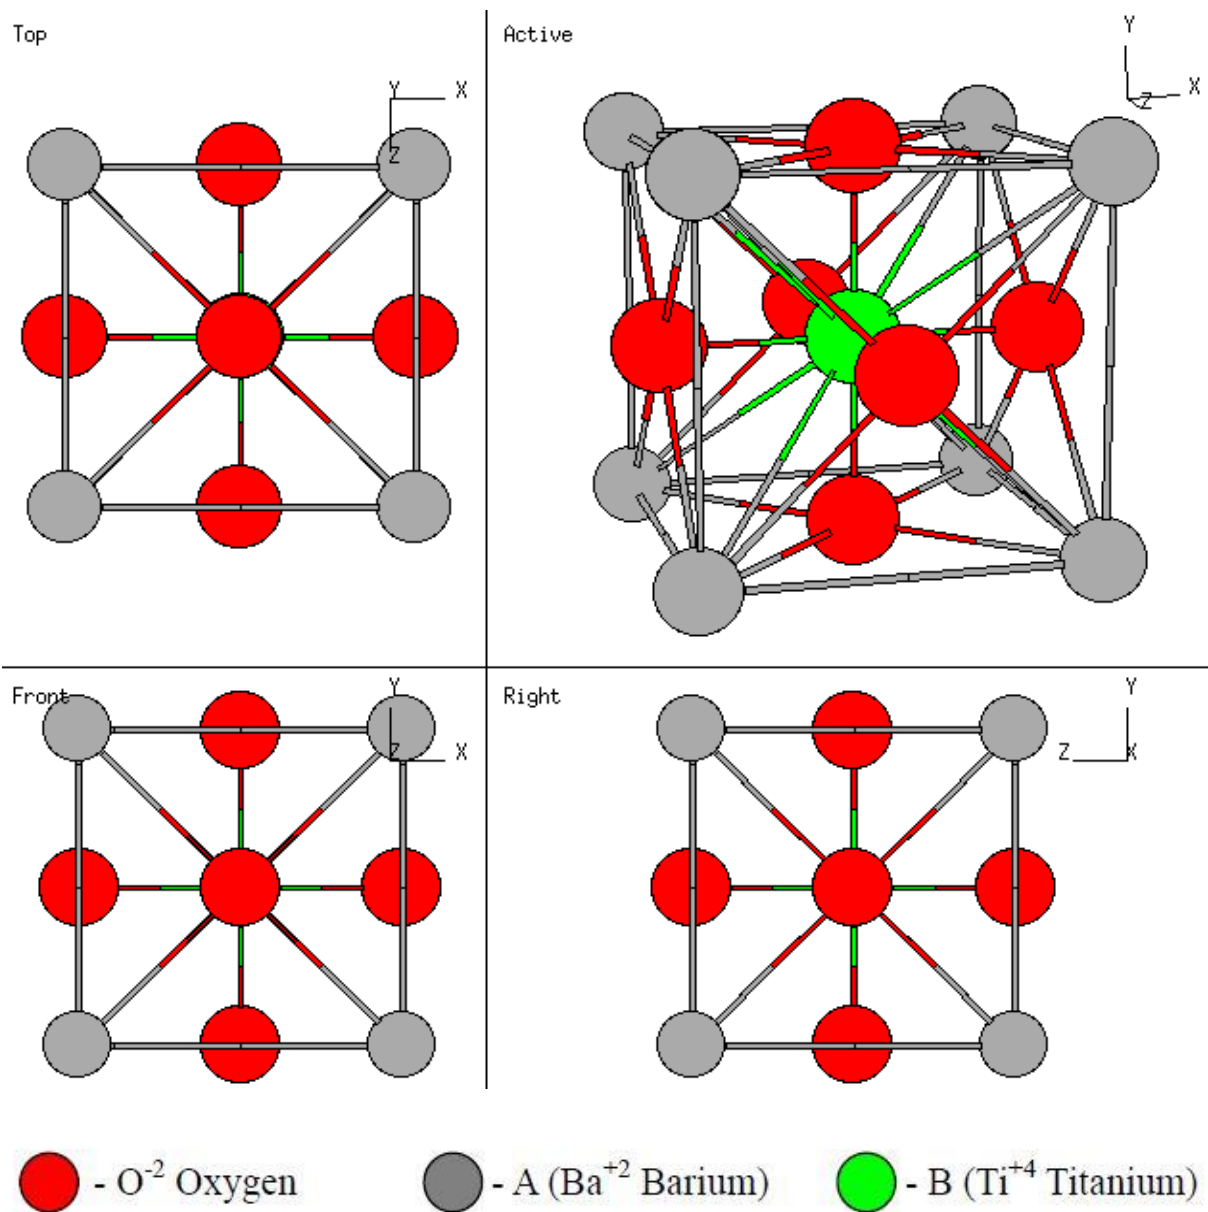 Top
Y X
Z
Active
Y
Z X
Front
Y
Z X
Right
Y
Z X
- O⁻² Oxygen
- A (Ba⁺² Barium)
- B (Ti⁺⁴ Titanium)